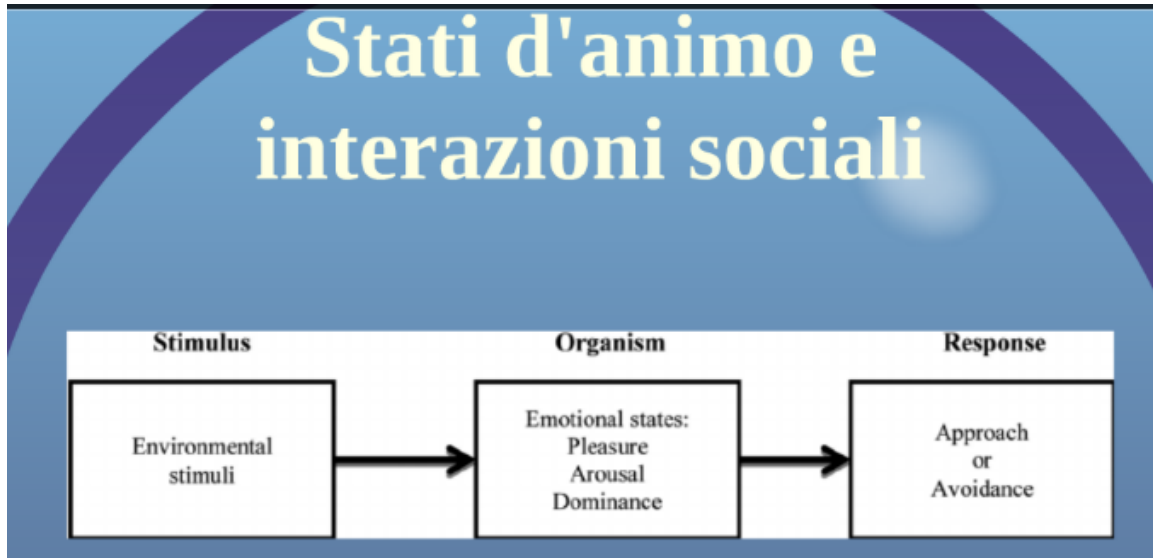 Stati d'animo e
interazioni sociali
Stimulus
Environmental
stimuli
Organism
Emotional states:
Pleasure
Arousal
Dominance
Response
Approach
or
Avoidance